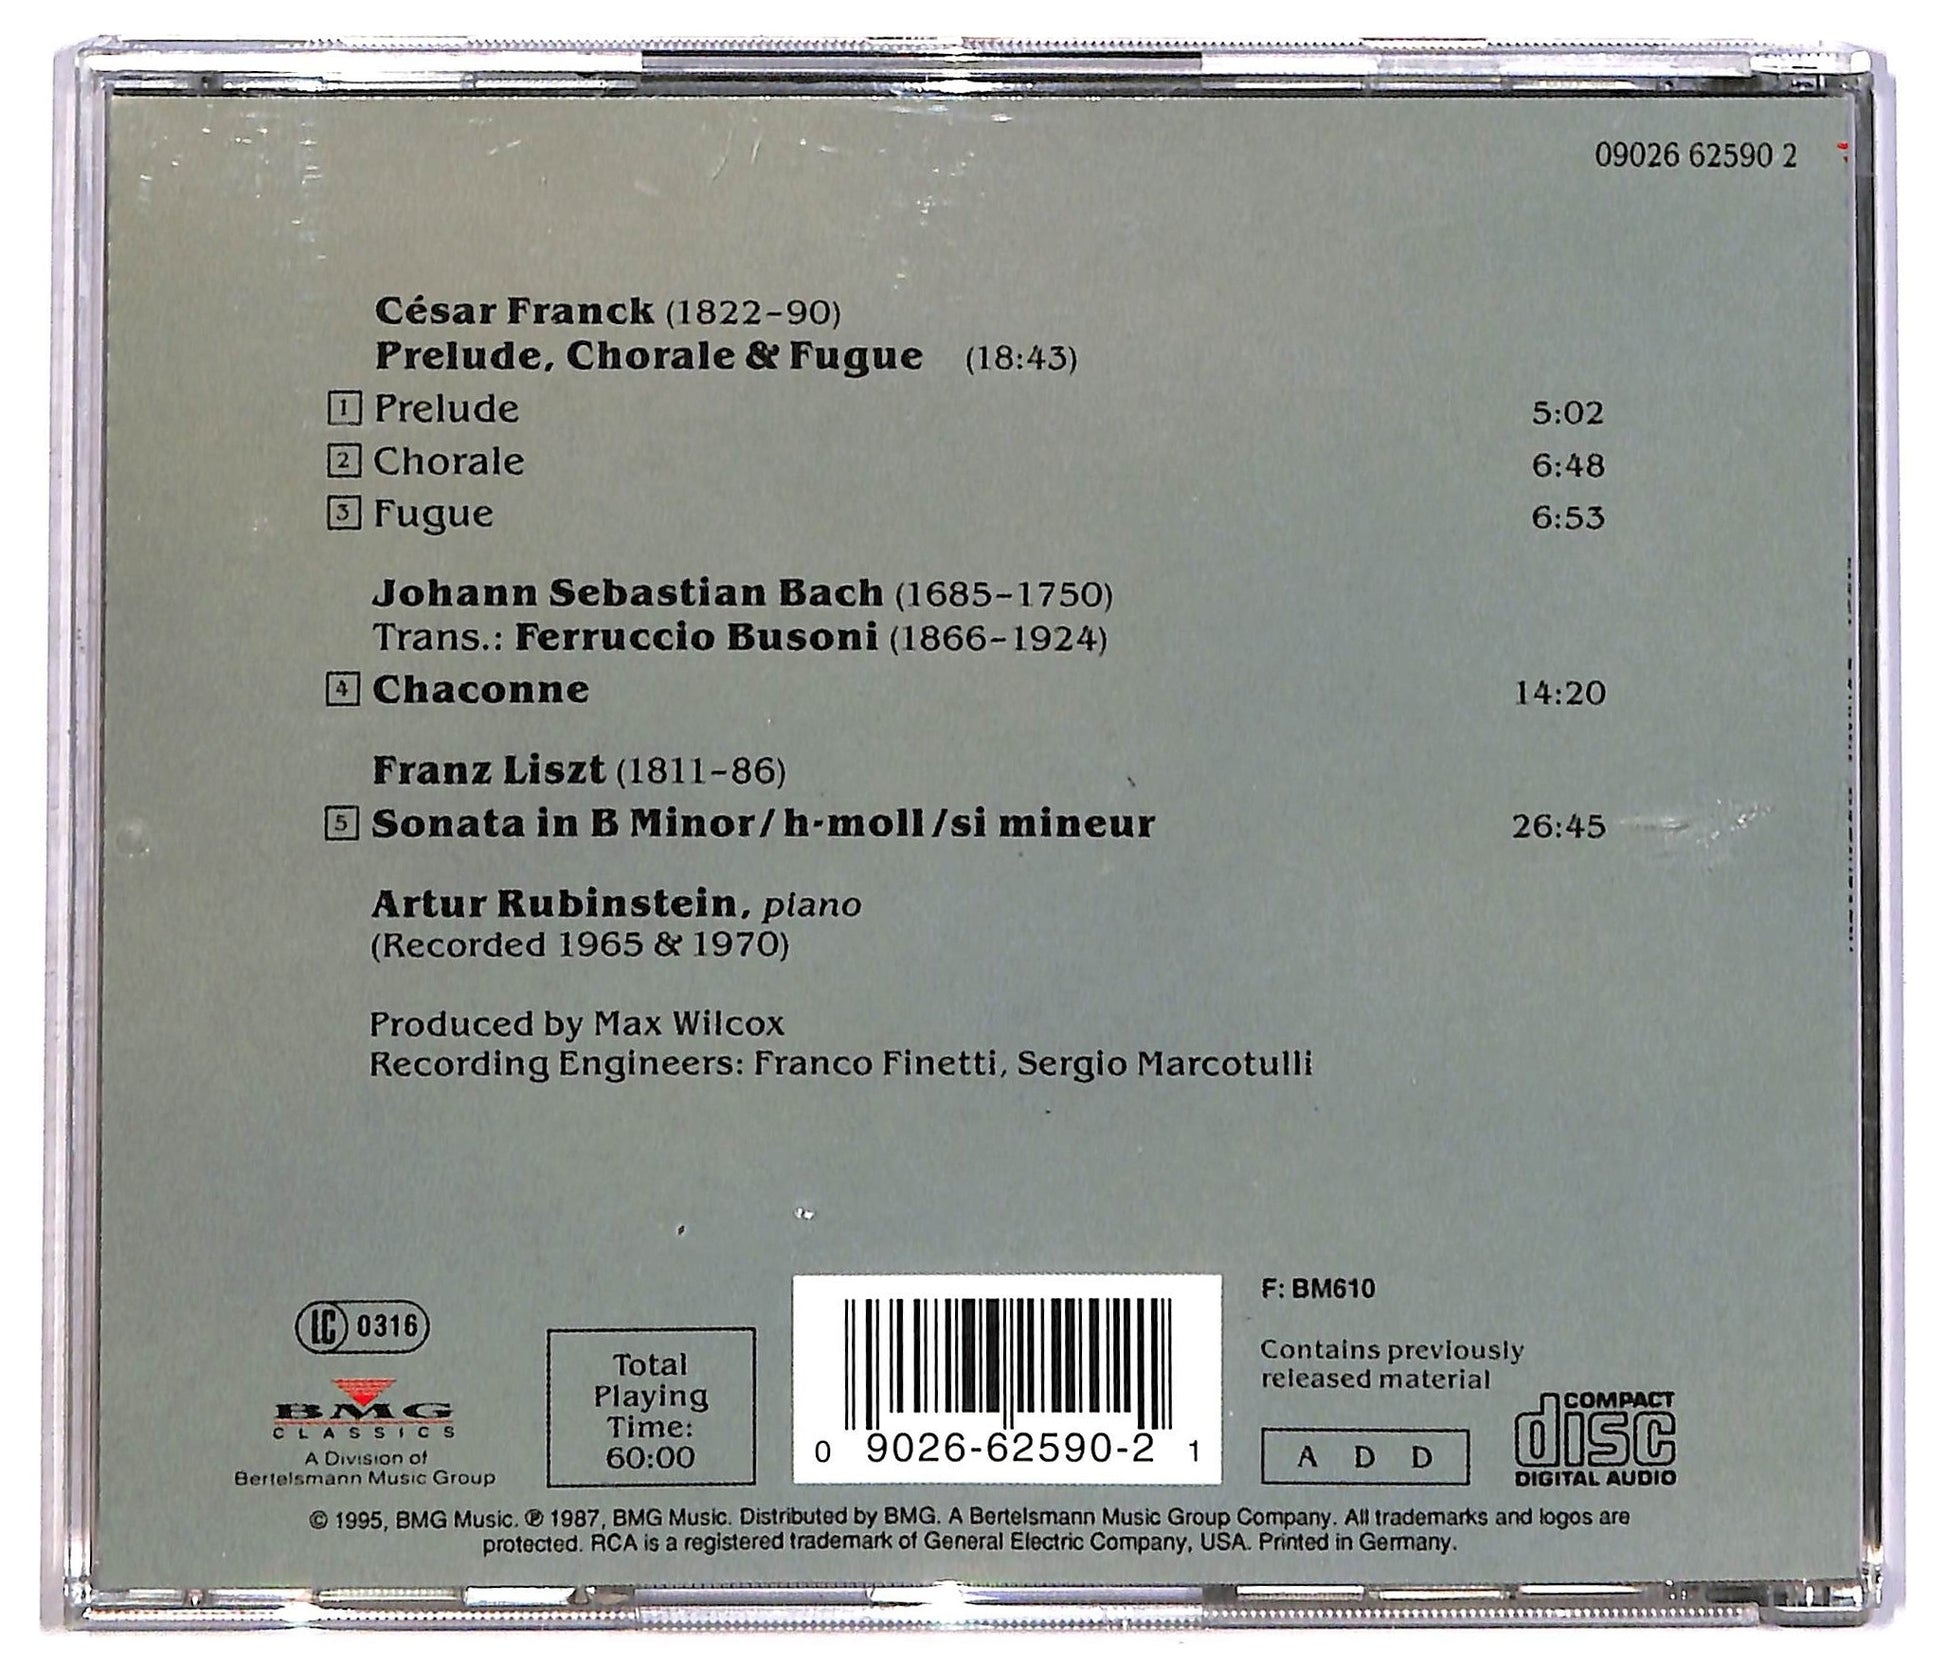 09026 62590 2
César Franck (1822–90)
Prelude, Chorale & Fugue (18:43)
1 Prelude 5:02
2 Chorale 6:48
3 Fugue 6:53
Johann Sebastian Bach (1685–1750)
Trans.: Ferruccio Busoni (1866–1924)
4 Chaconne 14:20
Franz Liszt (1811–86)
5 Sonata in B Minor/h-moll/si mineur 26:45
Artur Rubinstein, piano
(Recorded 1965 & 1970)
Produced by Max Wilcox
Recording Engineers: Franco Finetti, Sergio Marcotulli
LC 0316
BMG
CLASSICS
A Division of
Bertelsmann Music Group
Total
Playing
Time:
60:00
0 9026-62590-2 1
F: BM610
Contains previously
released material
A D D
COMPACT
disc
DIGITAL AUDIO
© 1995, BMG Music. ℗ 1987, BMG Music. Distributed by BMG. A Bertelsmann Music Group Company. All trademarks and logos are
protected. RCA is a registered trademark of General Electric Company, USA. Printed in Germany.